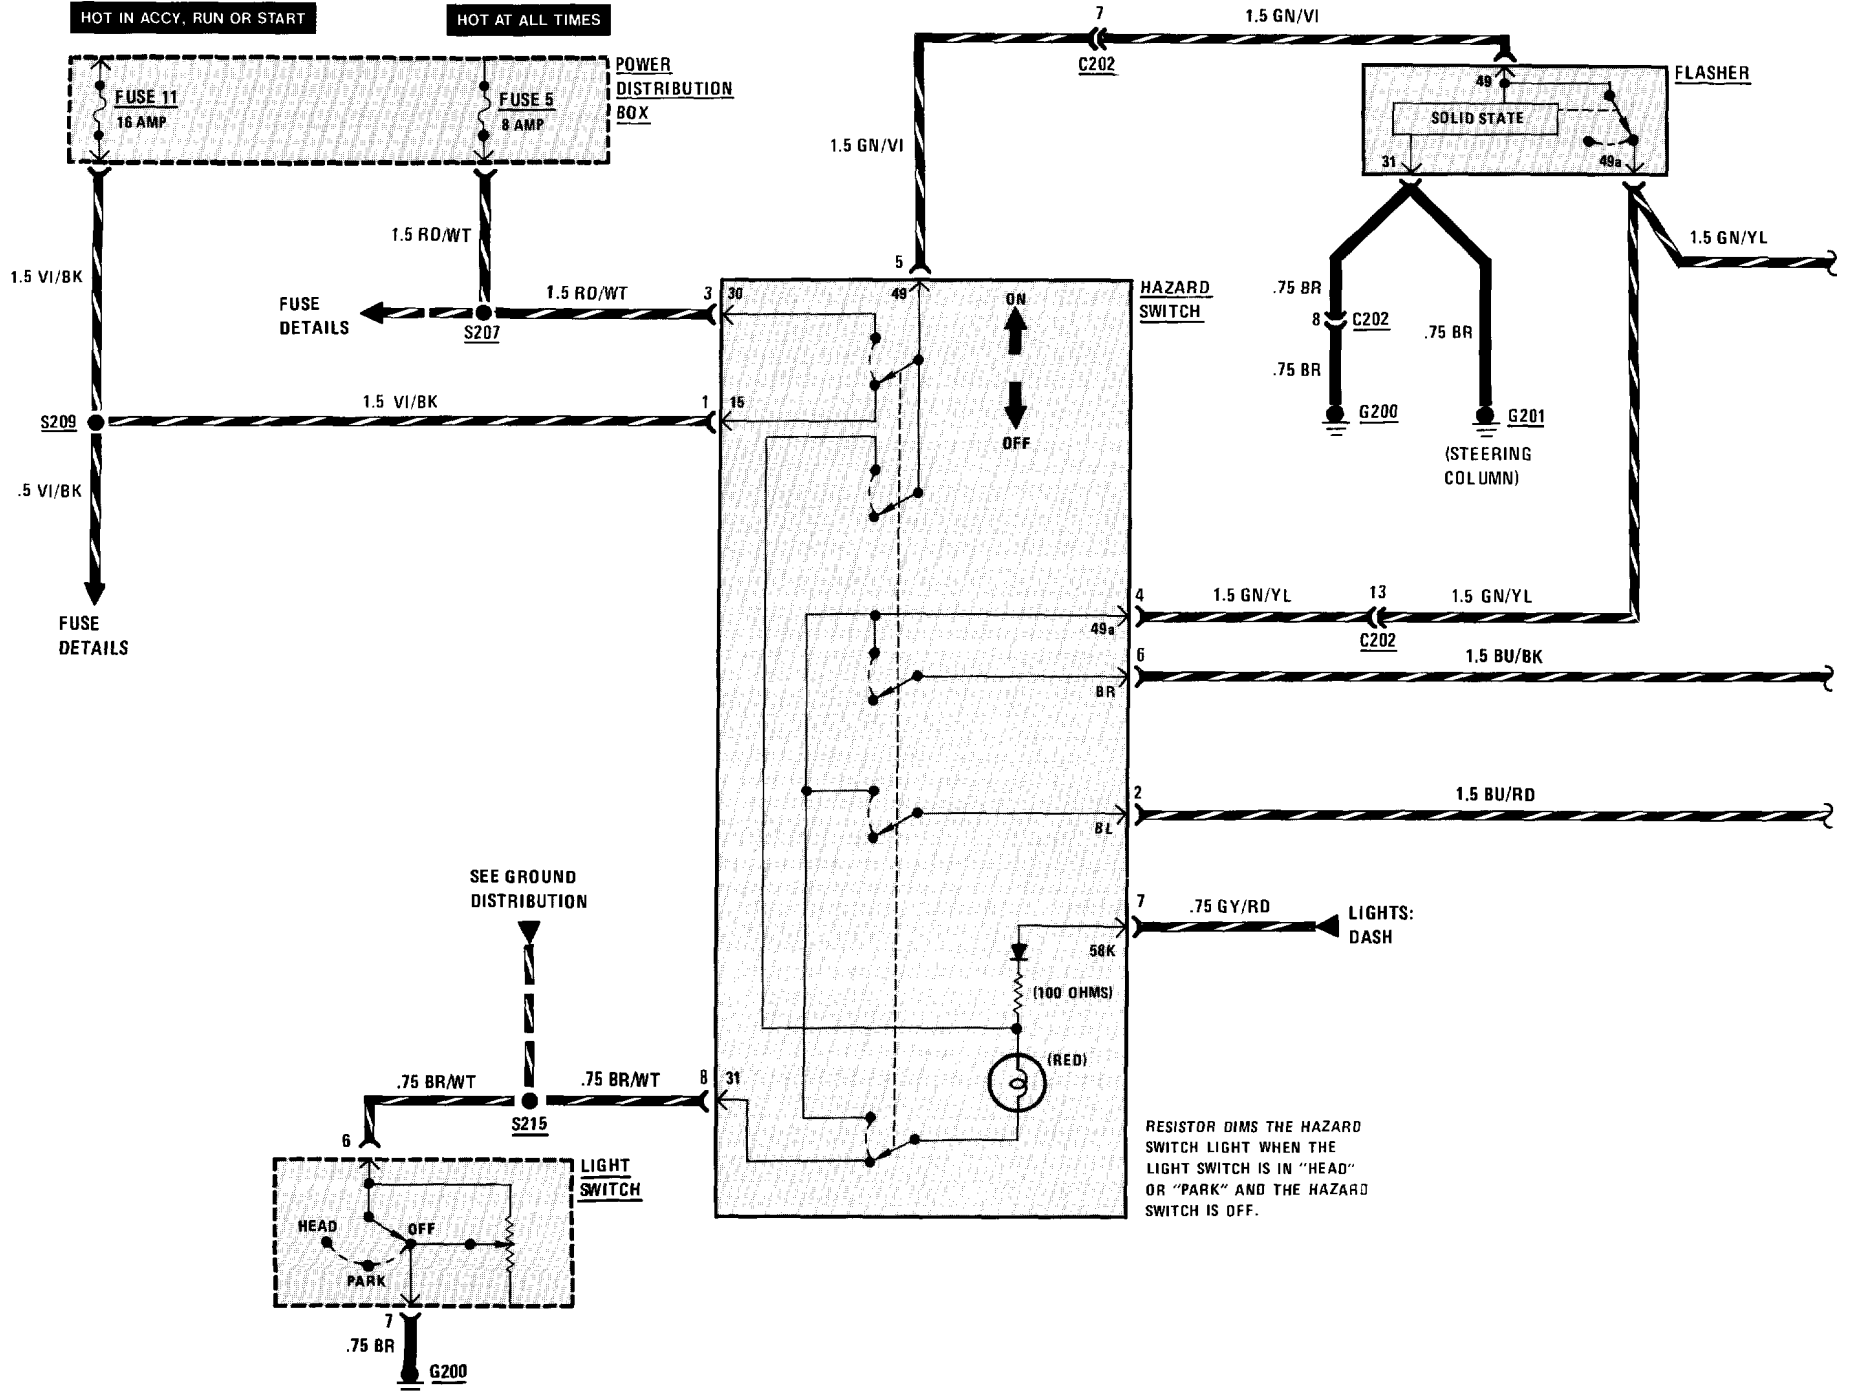 HOT IN ACCY, RUN OR START
HOT AT ALL TIMES
POWER
DISTRIBUTION
BOX
FUSE 11
16 AMP
FUSE 5
8 AMP
7
1.5 GN/VI
C202
FLASHER
49
SOLID STATE
31
49a
1.5 GN/VI
1.5 RD/WT
1.5 GN/YL
1.5 VI/BK
5
49
FUSE
DETAILS
S207
1.5 RD/WT
3
30
ON
OFF
HAZARD
SWITCH
.75 BR
8
C202
.75 BR
.75 BR
G200
G201
(STEERING
COLUMN)
S209
1.5 VI/BK
1
15
.5 VI/BK
FUSE
DETAILS
4
49a
1.5 GN/YL
13
C202
1.5 GN/YL
6
BR
1.5 BU/BK
2
BL
1.5 BU/RD
SEE GROUND
DISTRIBUTION
7
58K
.75 GY/RD
LIGHTS:
DASH
(100 OHMS)
(RED)
.75 BR/WT
S215
.75 BR/WT
8
31
6
LIGHT
SWITCH
HEAD
OFF
PARK
7
.75 BR
G200
RESISTOR DIMS THE HAZARD
SWITCH LIGHT WHEN THE
LIGHT SWITCH IS IN "HEAD"
OR "PARK" AND THE HAZARD
SWITCH IS OFF.